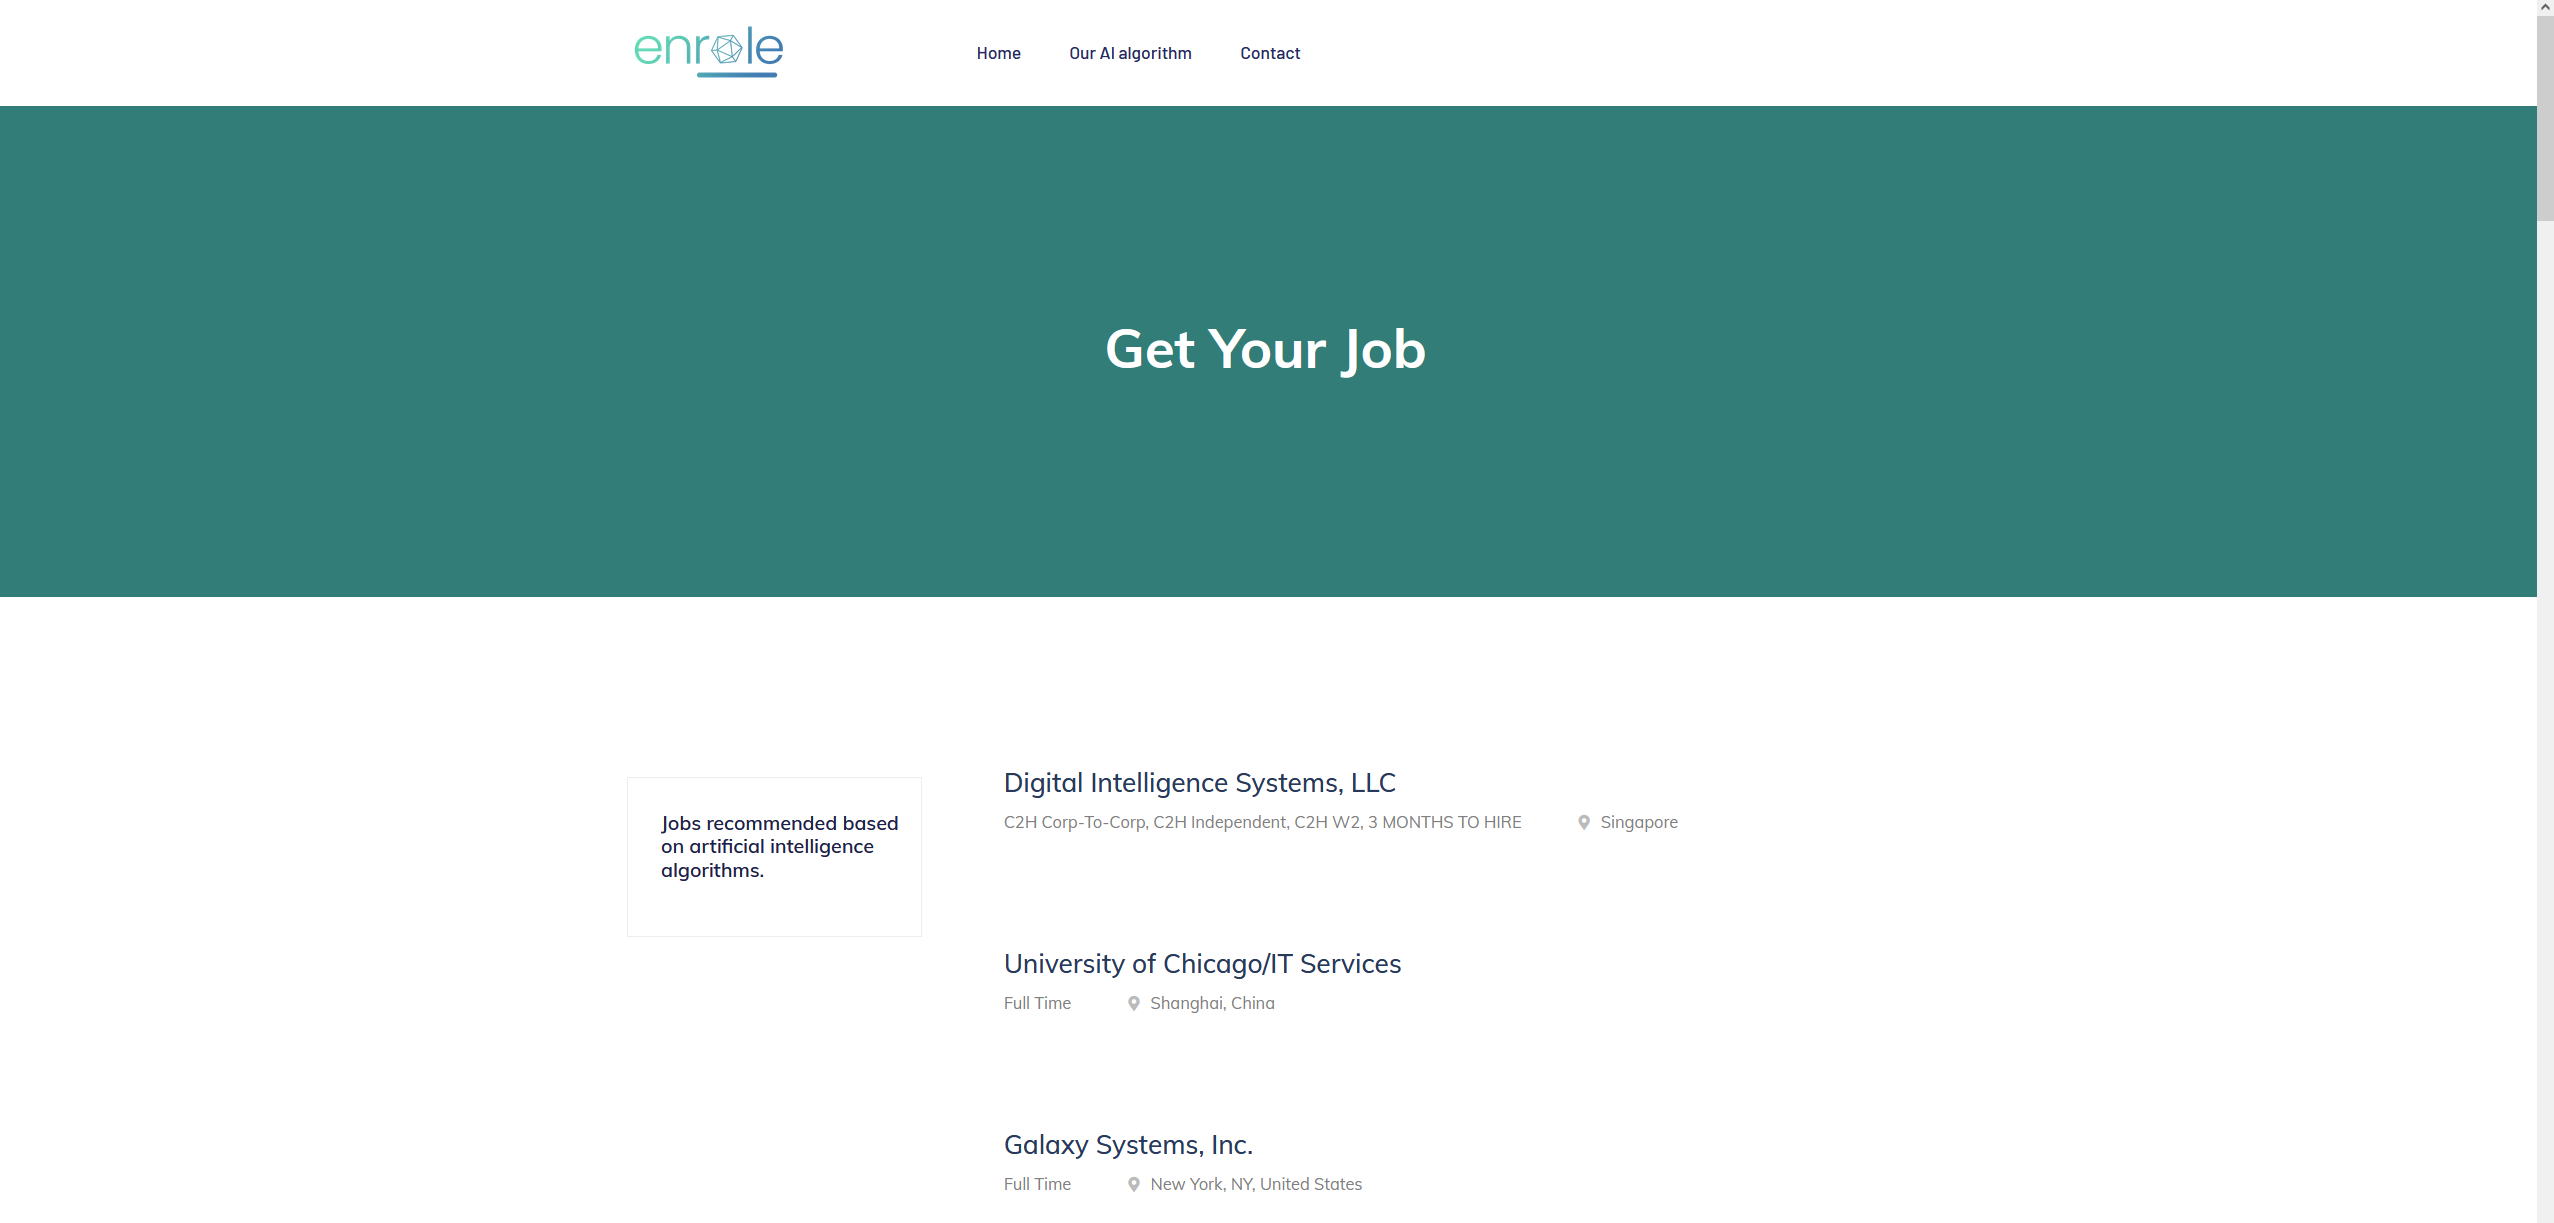 enrole
Home
Our AI algorithm
Contact
Get Your Job
Jobs recommended based
on artificial intelligence
algorithms.
Digital Intelligence Systems, LLC
C2H Corp-To-Corp, C2H Independent, C2H W2, 3 MONTHS TO HIRE
Singapore
University of Chicago/IT Services
Full Time
Shanghai, China
Galaxy Systems, Inc.
Full Time
New York, NY, United States